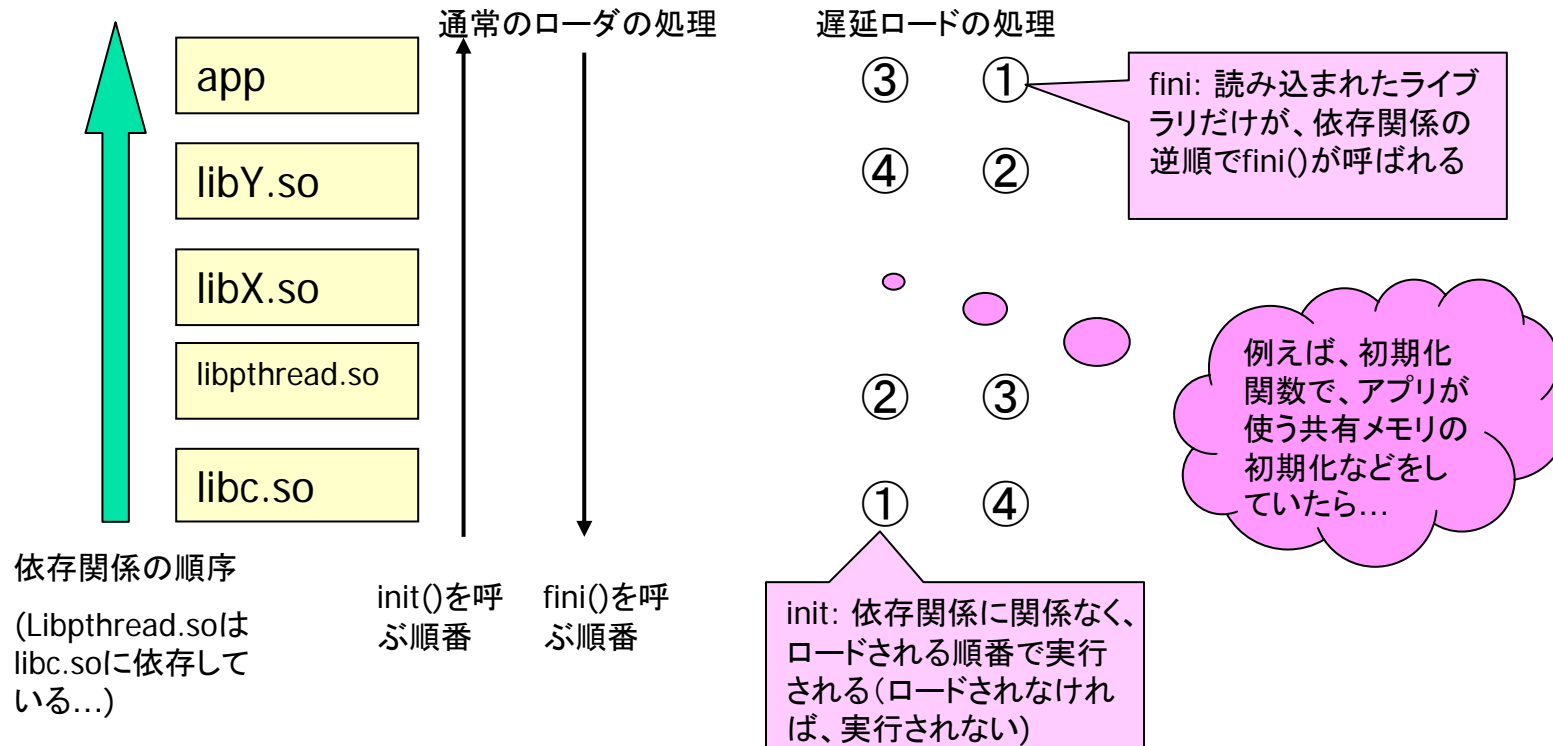 通常のローダの処理
遅延ロードの処理
app
③
①
fini: 読み込まれたライブ
ラリだけが、依存関係の
逆順でfini()が呼ばれる
libY.so
④
②
libX.so
例えば、初期化
関数で、アプリが
使う共有メモリの
初期化などをし
ていたら…
libpthread.so
②
③
libc.so
①
④
依存関係の順序
(Libpthread.soは
libc.soに依存して
いる…)
init()を呼
ぶ順番
fini()を呼
ぶ順番
init: 依存関係に関係なく、
ロードされる順番で実行
される(ロードされなけれ
ば、実行されない)